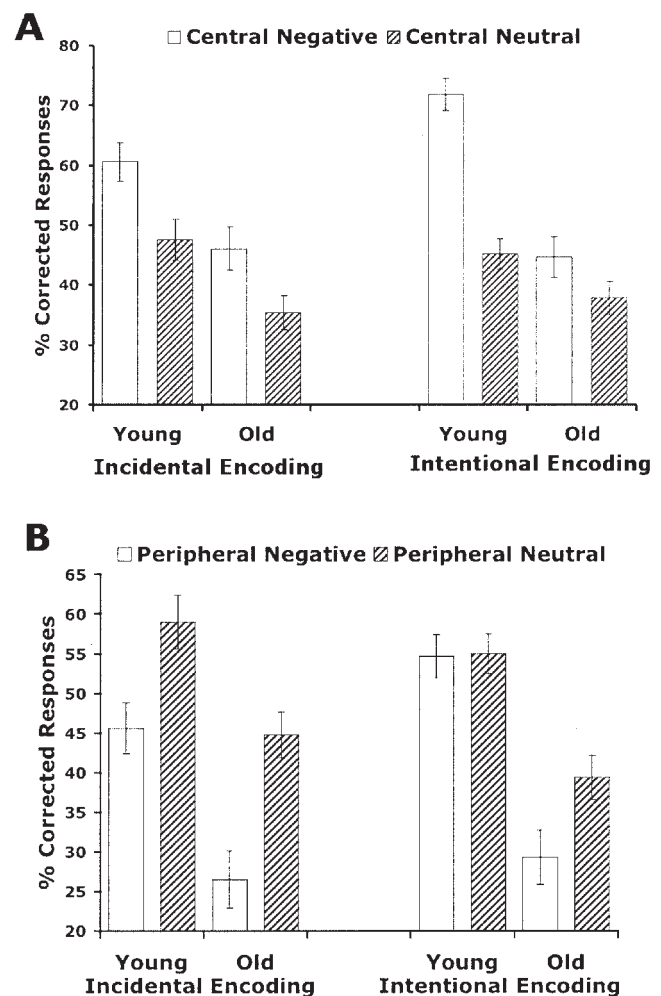 A
Central Negative Central Neutral
% Corrected Responses
80
70
60
50
40
30
20
Young Old Young Old
Incidental Encoding Intentional Encoding
B
Peripheral Negative Peripheral Neutral
% Corrected Responses
65
60
55
50
45
40
35
30
25
20
Young Old Young Old
Incidental Encoding Intentional Encoding